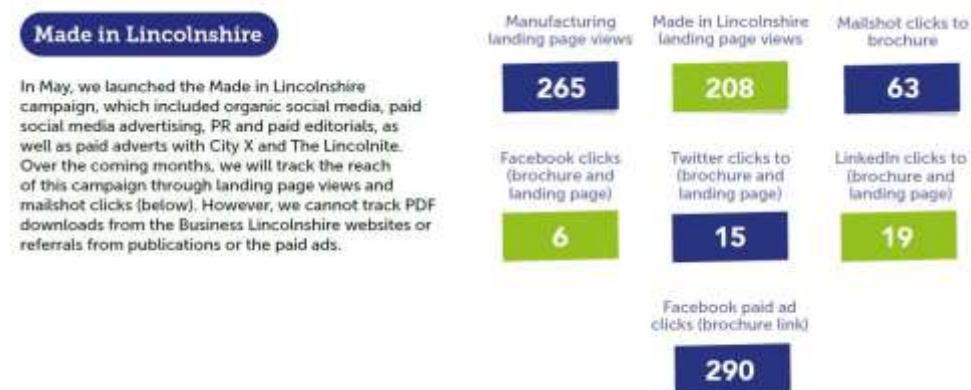 Made in Lincolnshire
In May, we launched the Made in Lincolnshire
campaign, which included organic social media, paid
social media advertising, PR and paid editorials, as
well as paid adverts with City X and The Lincolnite.
Over the coming months, we will track the reach
of this campaign through landing page views and
mailshot clicks (below). However, we cannot track PDF
downloads from the Business Lincolnshire websites or
referrals from publications or the paid ads.
Manufacturing
landing page views
265
Made in Lincolnshire
landing page views
208
Mailshot clicks to
brochure
63
Facebook clicks
(brochure and
landing page)
6
Twitter clicks to
(brochure and
landing page)
15
LinkedIn clicks to
(brochure and
landing page)
19
Facebook paid ad
clicks (brochure link)
290